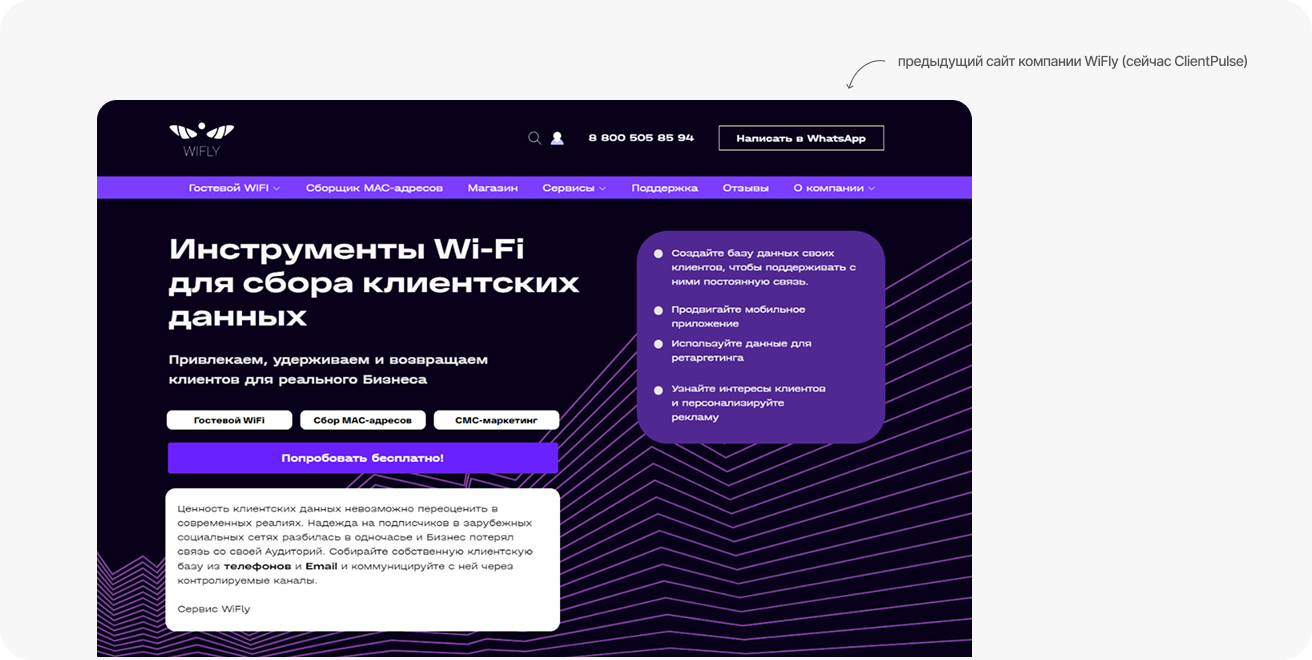 предыдущий сайт компании WiFly (сейчас ClientPulse)
WIFLY
8 800 505 85 94
Написать в WhatsApp
Гостевой WIFI
Сборщик MAC-адресов
Магазин
Сервисы
Поддержка
Отзывы
О компании
Инструменты Wi-Fi
для сбора клиентских
данных
Привлекаем, удерживаем и возвращаем
клиентов для реального Бизнеса
Гостевой WiFi
Сбор MAC-адресов
СМС-маркетинг
Попробовать бесплатно!
Ценность клиентских данных невозможно переоценить в
современных реалиях. Надежда на подписчиков в зарубежных
социальных сетях разбилась в одночасье и Бизнес потерял
связь со своей Аудиторий. Собирайте собственную клиентскую
базу из телефонов и Email и коммуницируйте с ней через
контролируемые каналы.
Сервис WiFly
Создайте базу данных своих
клиентов, чтобы поддерживать с
ними постоянную связь.
Продвигайте мобильное
приложение
Используйте данные для
ретаргетинга
Узнайте интересы клиентов
и персонализируйте
рекламу